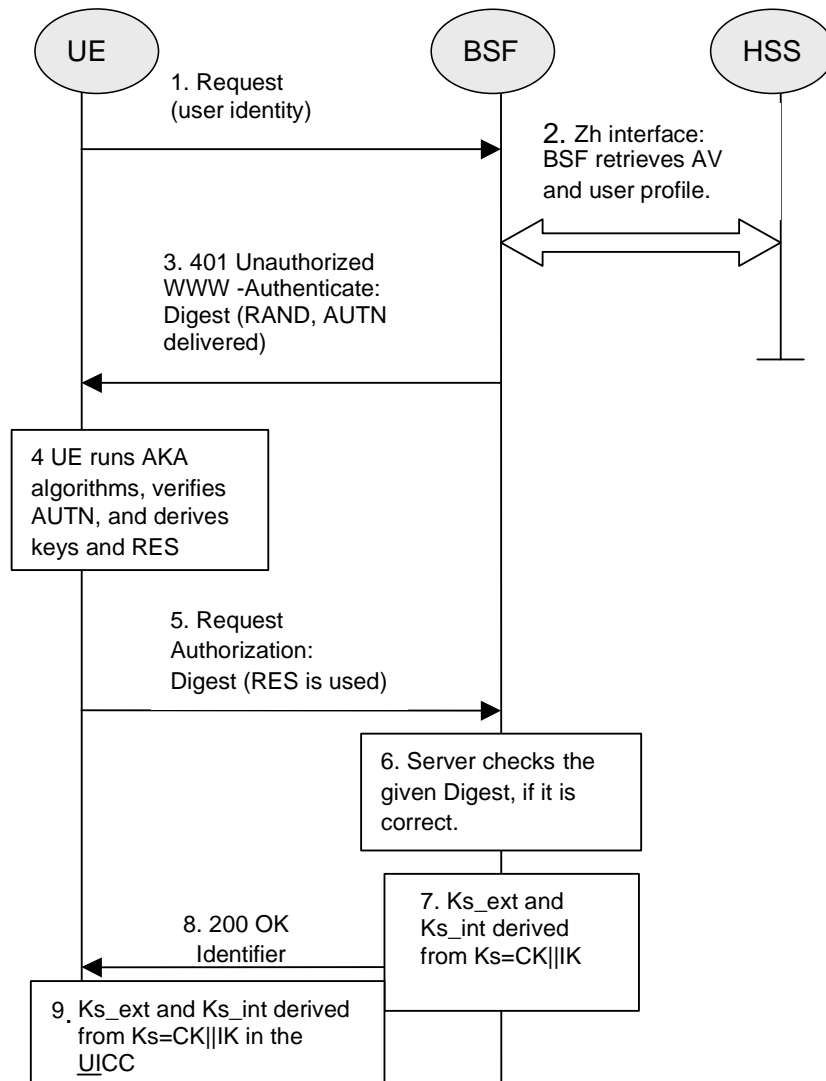 UE
BSF
HSS
1. Request
(user identity)
2. Zh interface:
BSF retrieves AV
and user profile.
3. 401 Unauthorized
WWW -Authenticate:
Digest (RAND, AUTN
delivered)
4 UE runs AKA
algorithms, verifies
AUTN, and derives
keys and RES
5. Request
Authorization:
Digest (RES is used)
6. Server checks the
given Digest, if it is
correct.
7. Ks_ext and
Ks_int derived
from Ks=CK||IK
8. 200 OK
Identifier
9. Ks_ext and Ks_int derived
from Ks=CK||IK in the
UICC